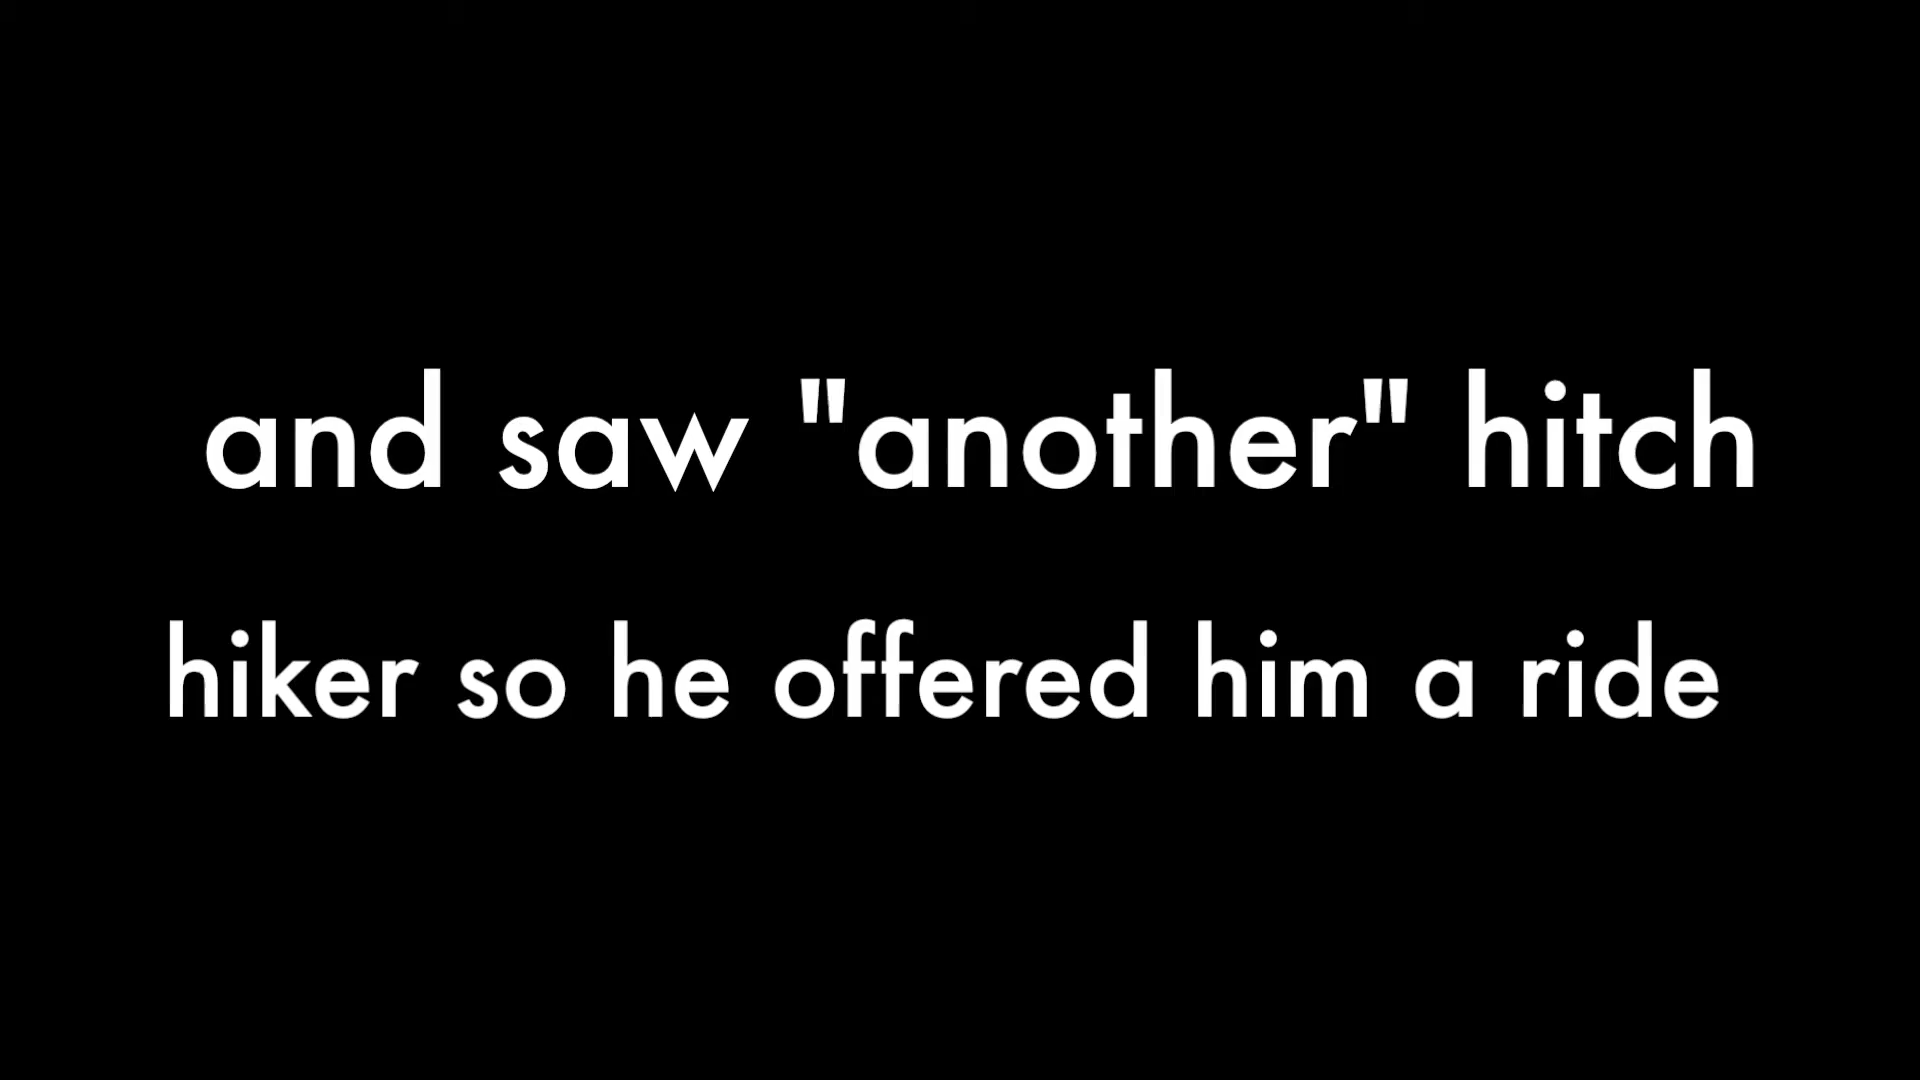 and saw "another" hitch
hiker so he offered him a ride